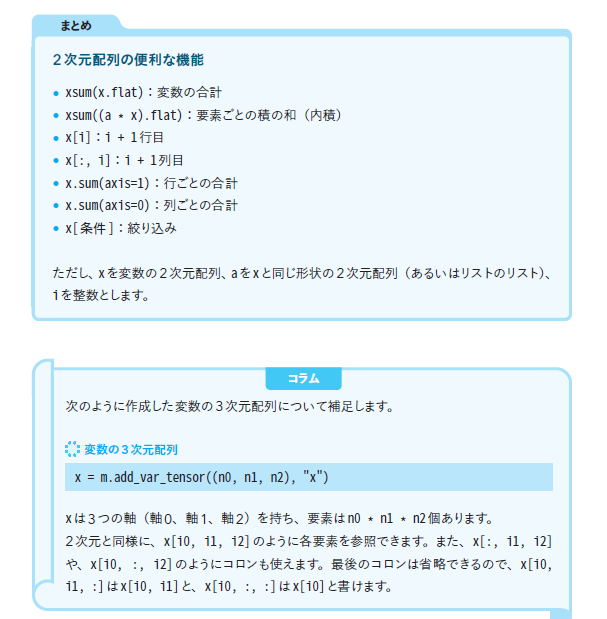 まとめ
2次元配列の便利な機能
● xsum(x.flat)：変数の合計
● xsum((a * x).flat)：要素ごとの積の和（内積）
● x[i]：i + 1行目
● x[:, i]：i + 1列目
● x.sum(axis=1)：行ごとの合計
● x.sum(axis=0)：列ごとの合計
● x[条件]：絞り込み
ただし、xを変数の2次元配列、aをxと同じ形状の2次元配列（あるいはリストのリスト）、
iを整数とします。
コラム
次のように作成した変数の3次元配列について補足します。
変数の3次元配列
x = m.add_var_tensor((n0, n1, n2), "x")
xは3つの軸（軸0、軸1、軸2）を持ち、要素はn0 * n1 * n2個あります。
2次元と同様に、x[i0, i1, i2]のように各要素を参照できます。また、x[:, i1, i2]
や、x[i0, :, i2]のようにコロンも使えます。最後のコロンは省略できるので、x[i0,
i1, :]はx[i0, i1]と、x[i0, :, :]はx[i0]と書けます。